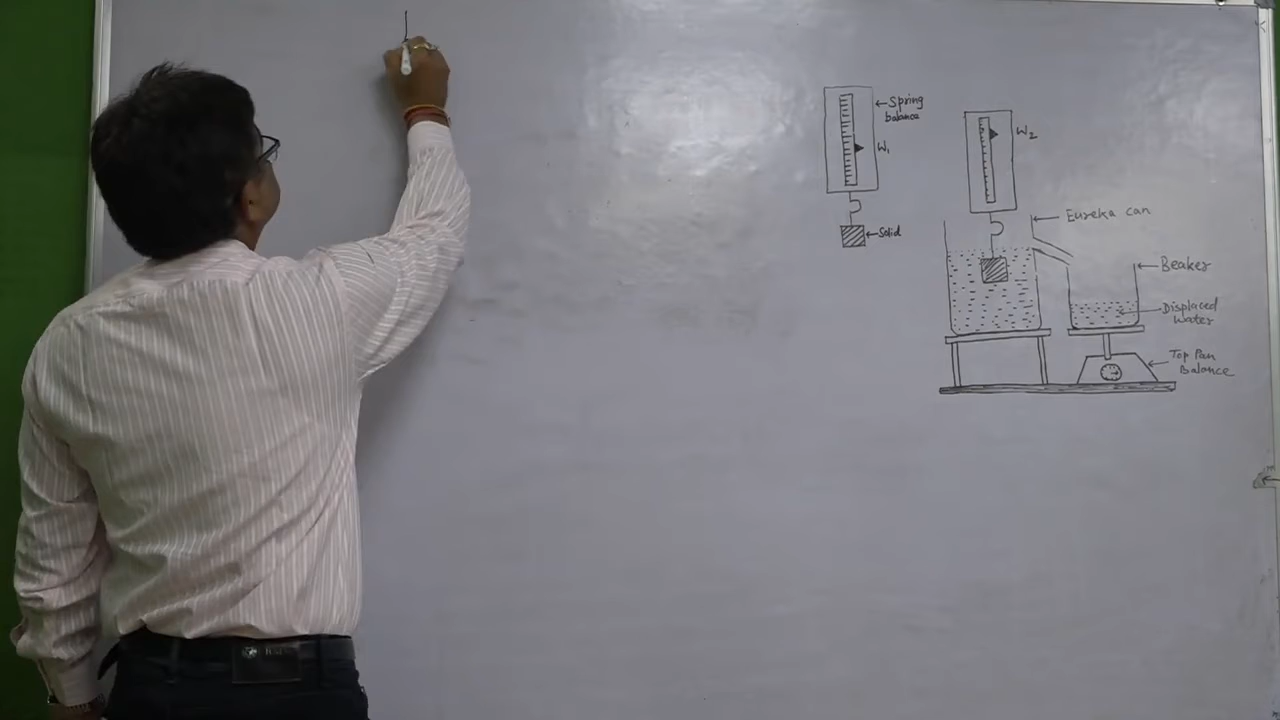 Spring
balance
W₁
Solid
W₂
Eureka can
Beaker
Displaced
Water
Top Pan
Balance